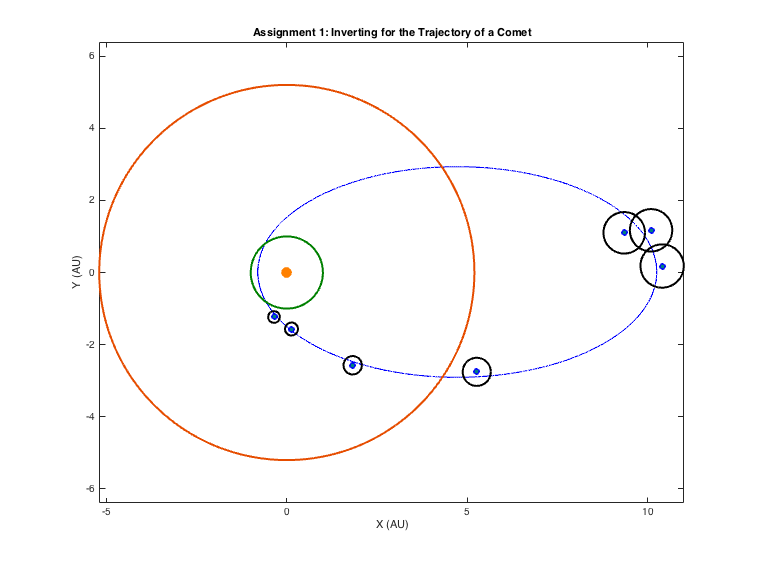 Assignment 1: Inverting for the Trajectory of a Comet
6
4
2
0
-2
-4
-6
Y (AU)
-5 0 5 10
X (AU)